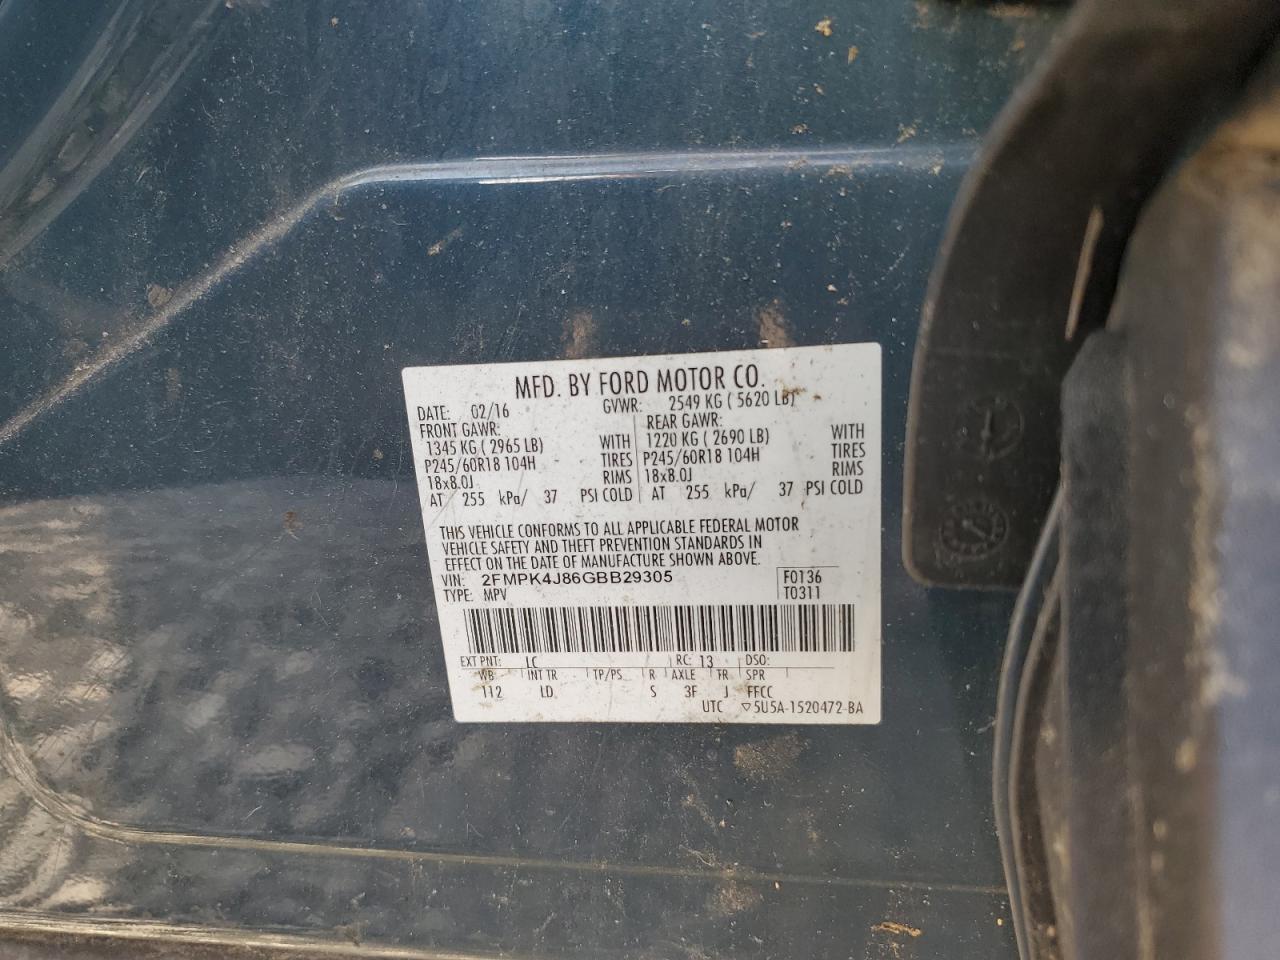 MFD. BY FORD MOTOR CO.
DATE: 02/16 GVWR: 2549 KG ( 5620 LB)
FRONT GAWR: REAR GAWR:
1345 KG ( 2965 LB) WITH 1220 KG ( 2690 LB) WITH
P245/60R18 104H TIRES P245/60R18 104H TIRES
18x8.0J RIMS 18x8.0J RIMS
AT 255 kPa/ 37 PSI COLD AT 255 kPa/ 37 PSI COLD
THIS VEHICLE CONFORMS TO ALL APPLICABLE FEDERAL MOTOR
VEHICLE SAFETY AND THEFT PREVENTION STANDARDS IN
EFFECT ON THE DATE OF MANUFACTURE SHOWN ABOVE.
VIN: 2FMPK4J86GBB29305 F0136
TYPE: MPV T0311
EXT PNT: LC RC: 13 DSO:
WB INT TR TP/PS R AXLE TR SPR
112 LD S 3F J FFCC
UTC ▽5U5A-1520472-BA